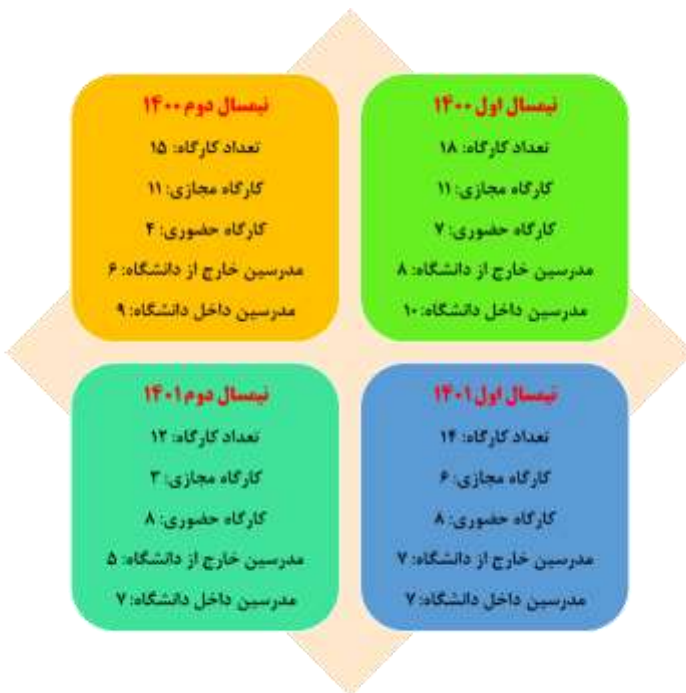 نیمسال اول ۱۴۰۰
تعداد کارگاه: ۱۸
کارگاه مجازی: ۱۱
کارگاه حضوری: ۷
مدرسین خارج از دانشگاه: ۸
مدرسین داخل دانشگاه: ۱۰
نیمسال دوم ۱۴۰۰
تعداد کارگاه: ۱۵
کارگاه مجازی: ۱۱
کارگاه حضوری: ۴
مدرسین خارج از دانشگاه: ۶
مدرسین داخل دانشگاه: ۹
نیمسال اول ۱۴۰۱
تعداد کارگاه: ۱۴
کارگاه مجازی: ۶
کارگاه حضوری: ۸
مدرسین خارج از دانشگاه: ۷
مدرسین داخل دانشگاه: ۷
نیمسال دوم ۱۴۰۱
تعداد کارگاه: ۱۲
کارگاه مجازی: ۳
کارگاه حضوری: ۸
مدرسین خارج از دانشگاه: ۵
مدرسین داخل دانشگاه: ۷